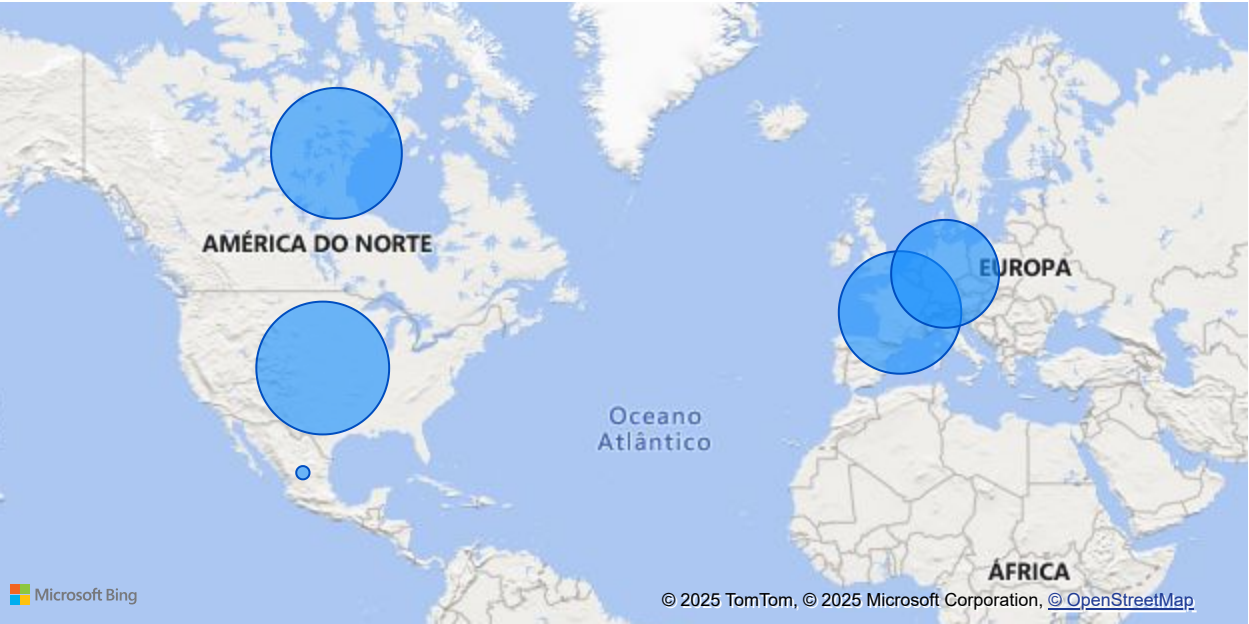 AMÉRICA DO NORTE
EUROPA
Oceano
Atlântico
ÁFRICA
Microsoft Bing
© 2025 TomTom, © 2025 Microsoft Corporation, © OpenStreetMap